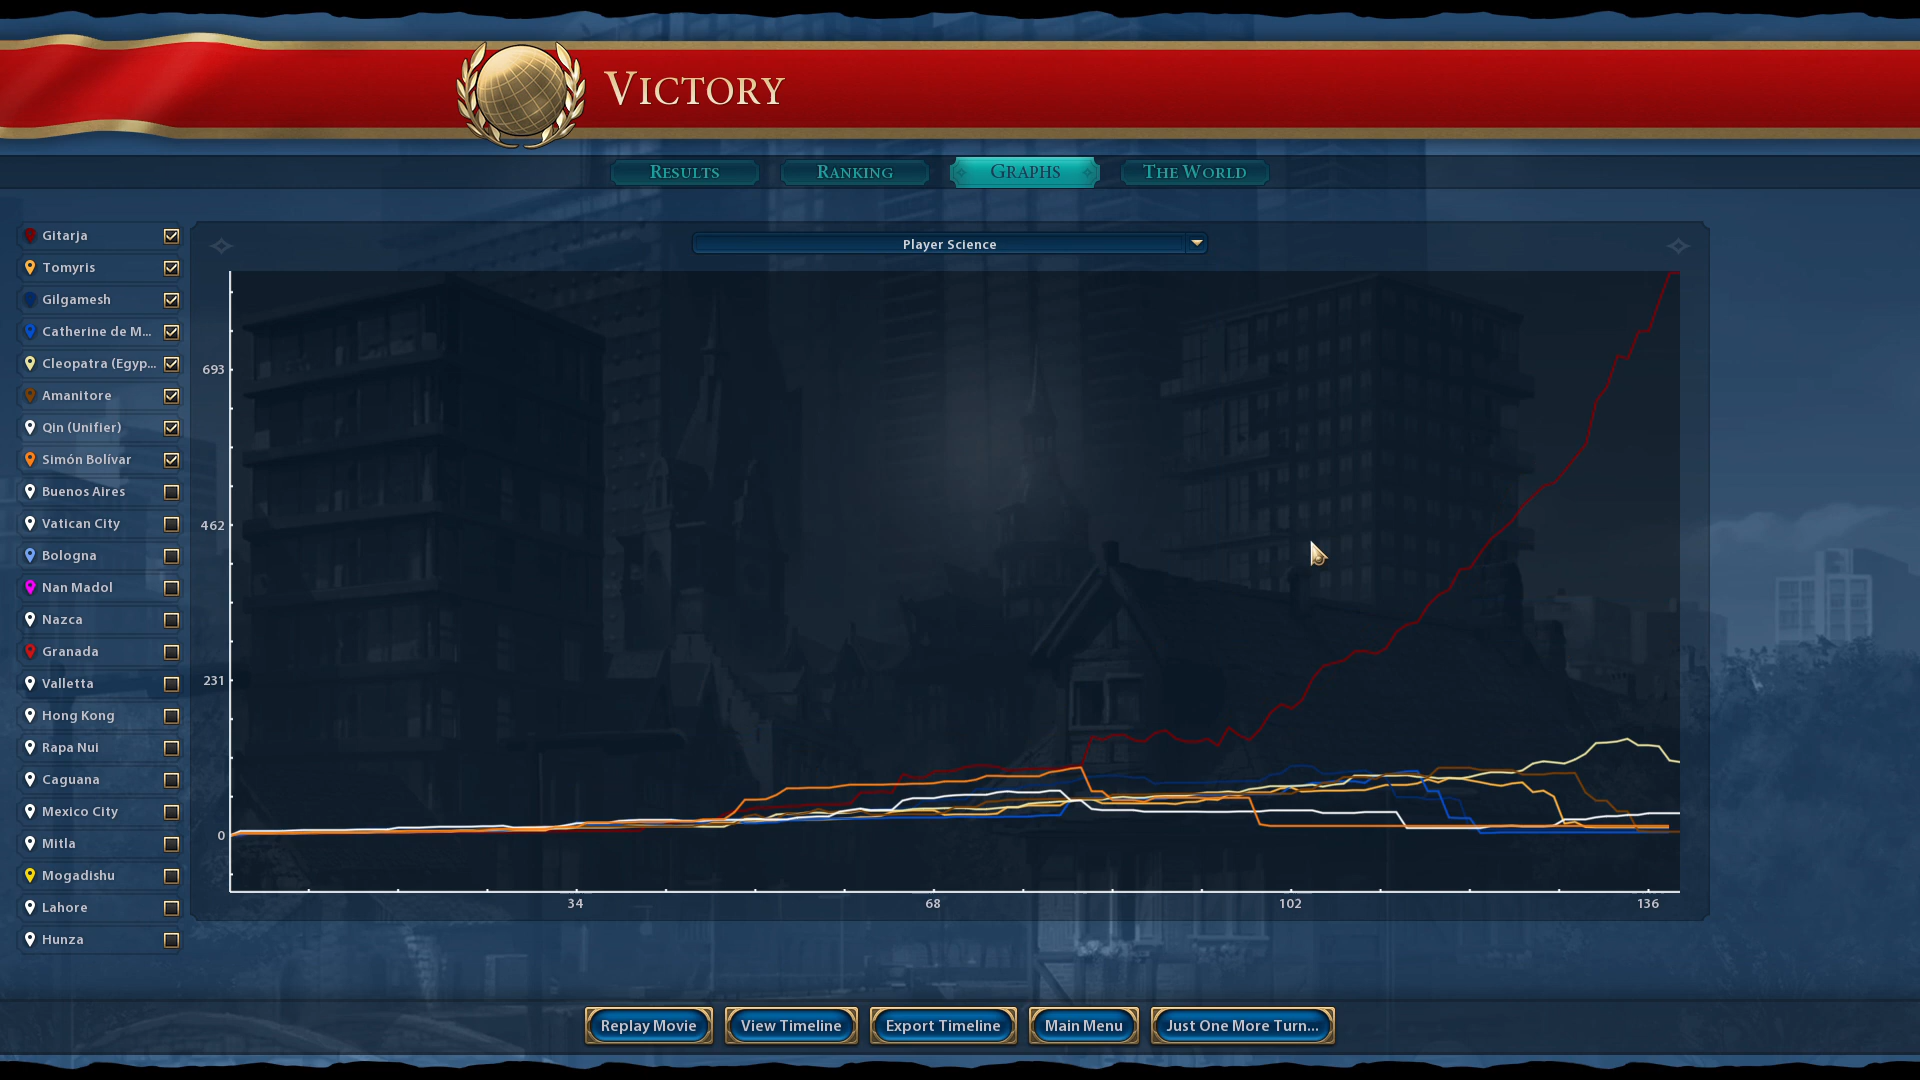 VICTORY
RESULTS
RANKING
GRAPHS
THE WORLD
Gitarja
Tomyris
Gilgamesh
Catherine de M...
Cleopatra (Egyp...
Amanitore
Qin (Unifier)
Simón Bolívar
Buenos Aires
Vatican City
Bologna
Nan Madol
Nazca
Granada
Valletta
Hong Kong
Rapa Nui
Caguana
Mexico City
Mitla
Mogadishu
Lahore
Hunza
Player Science
693
462
231
0
34
68
102
136
Replay Movie
View Timeline
Export Timeline
Main Menu
Just One More Turn...